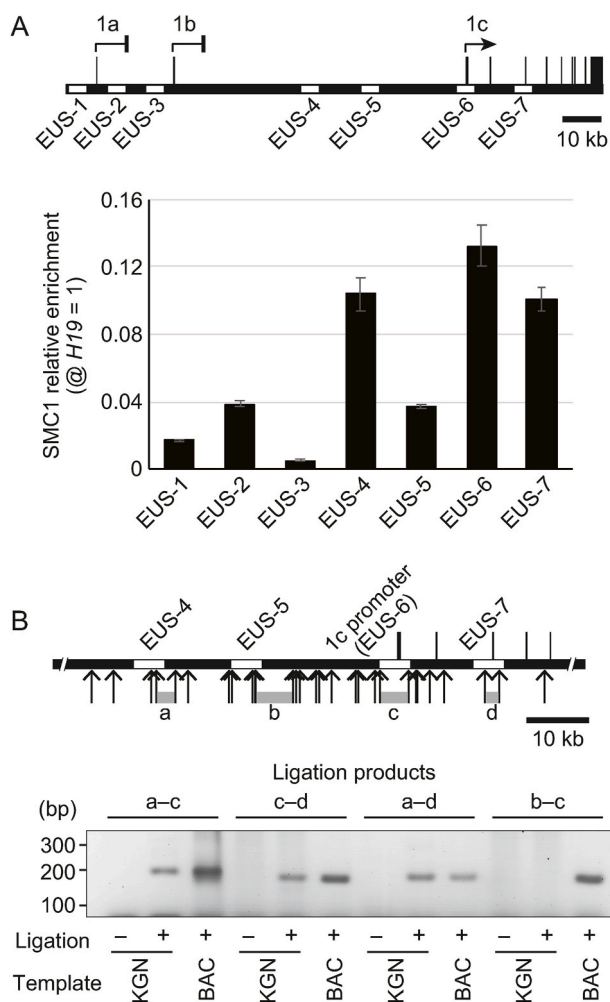 A
1a 1b 1c
EUS-1 EUS-2 EUS-3 EUS-4 EUS-5 EUS-6 EUS-7
10 kb
SMC1 relative enrichment
(@ H19 = 1)
0.16
0.12
0.08
0.04
0
EUS-1 EUS-2 EUS-3 EUS-4 EUS-5 EUS-6 EUS-7
B
EUS-4 EUS-5 1c promoter (EUS-6) EUS-7
a b c d
10 kb
Ligation products
(bp) a–c c–d a–d b–c
300
200
100
Ligation – + + – + + – + + – + +
Template KGN BAC KGN BAC KGN BAC KGN BAC